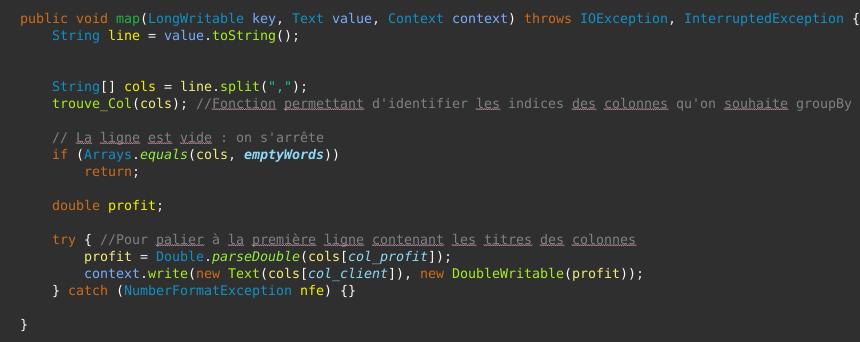 public void map(LongWritable key, Text value, Context context) throws IOException, InterruptedException {
String line = value.toString();
String[] cols = line.split(",");
trouve_Col(cols); //Fonction permettant d'identifier les indices des colonnes qu'on souhaite groupBy
// La ligne est vide : on s'arrête
if (Arrays.equals(cols, emptyWords))
return;
double profit;
try { //Pour palier à la première ligne contenant les titres des colonnes
profit = Double.parseDouble(cols[col_profit]);
context.write(new Text(cols[col_client]), new DoubleWritable(profit));
} catch (NumberFormatException nfe) {}
}